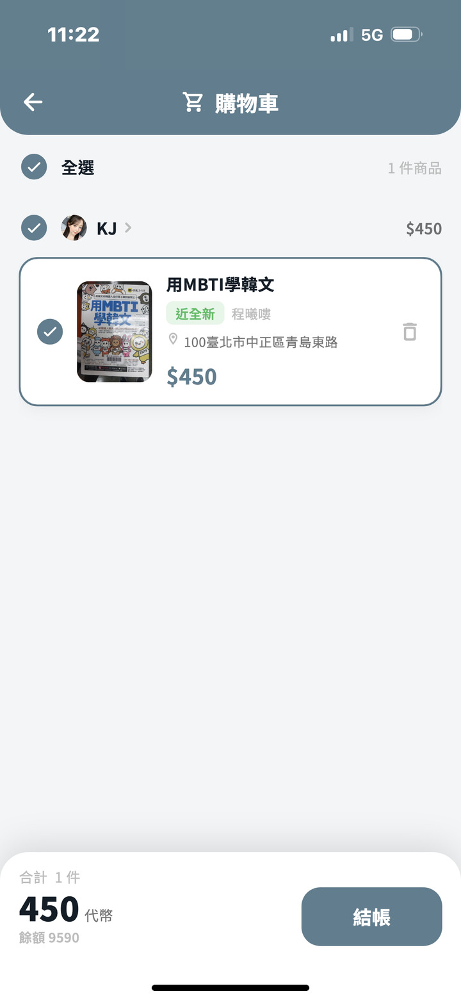 11:22
5G
購物車
全選
1 件商品
KJ
$450
用MBTI
學韓文
用MBTI學韓文
近全新 程曦嘍
100臺北市中正區青島東路
$450
合計 1 件
450 代幣
餘額 9590
結帳